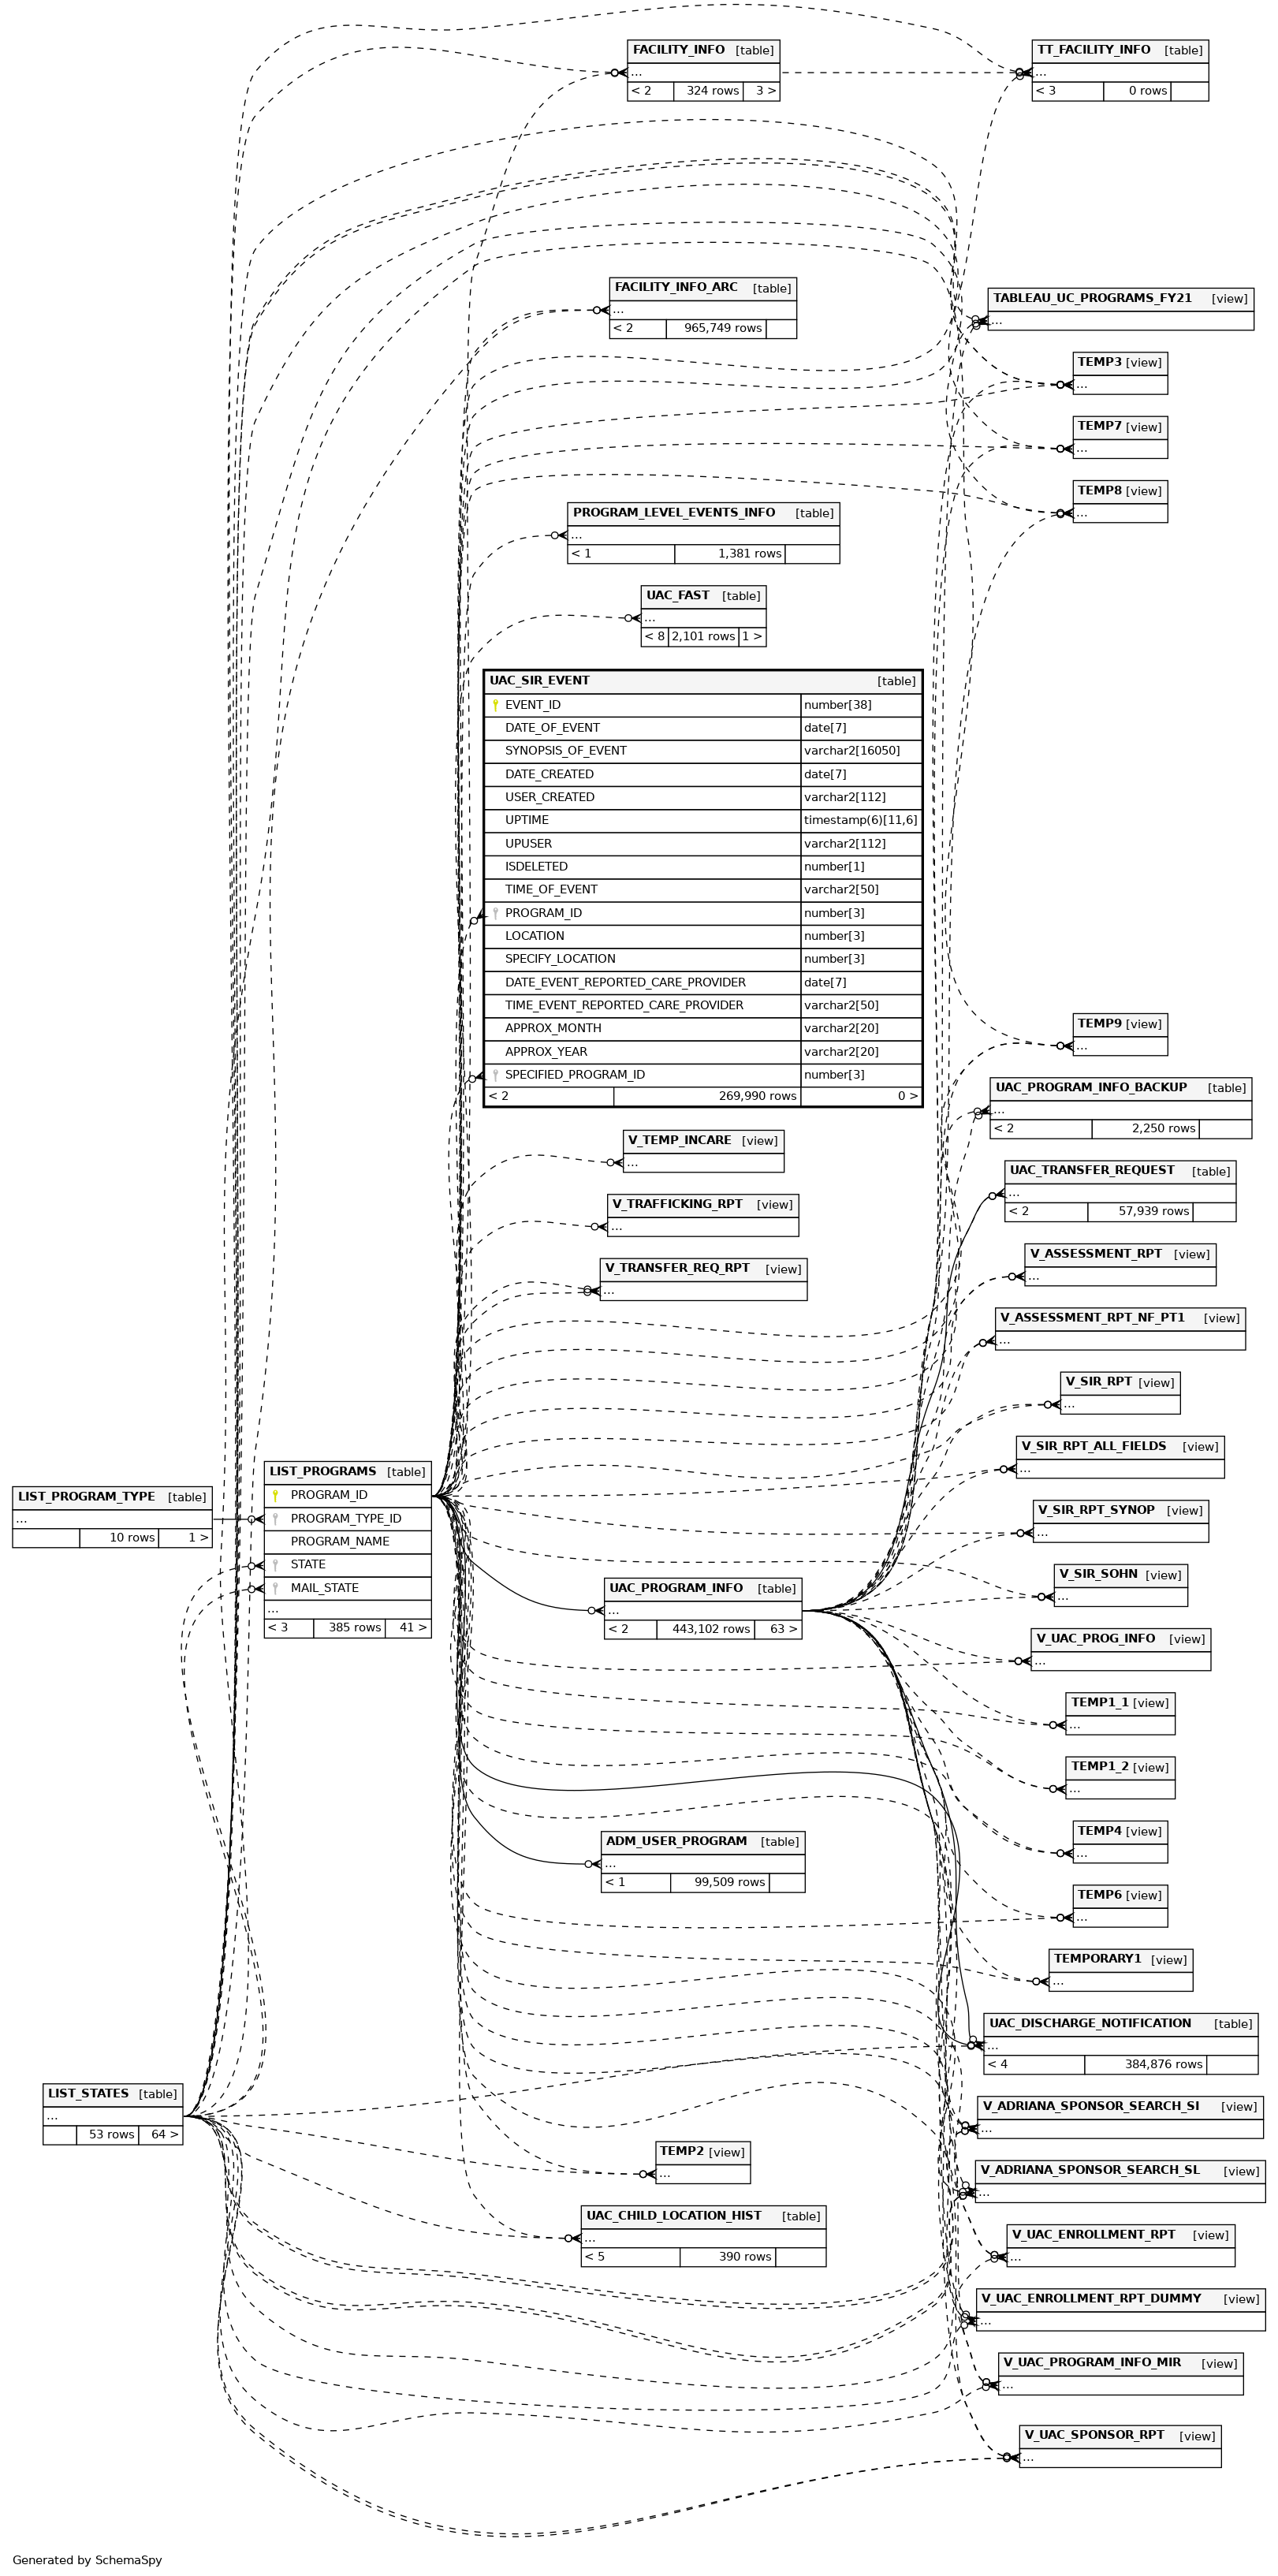 FACILITY_INFO [table]
...
< 2 324 rows 3 >
TT_FACILITY_INFO [table]
...
< 3 0 rows
FACILITY_INFO_ARC [table]
...
< 2 965,749 rows
TABLEAU_UC_PROGRAMS_FY21 [view]
...
TEMP3 [view]
...
TEMP7 [view]
...
TEMP8 [view]
...
PROGRAM_LEVEL_EVENTS_INFO [table]
...
< 1 1,381 rows
UAC_FAST [table]
...
< 8 2,101 rows 1 >
UAC_SIR_EVENT [table]
EVENT_ID number[38]
DATE_OF_EVENT date[7]
SYNOPSIS_OF_EVENT varchar2[16050]
DATE_CREATED date[7]
USER_CREATED varchar2[112]
UPTIME timestamp(6)[11,6]
UPUSER varchar2[112]
ISDELETED number[1]
TIME_OF_EVENT varchar2[50]
PROGRAM_ID number[3]
LOCATION number[3]
SPECIFY_LOCATION number[3]
DATE_EVENT_REPORTED_CARE_PROVIDER date[7]
TIME_EVENT_REPORTED_CARE_PROVIDER varchar2[50]
APPROX_MONTH varchar2[20]
APPROX_YEAR varchar2[20]
SPECIFIED_PROGRAM_ID number[3]
< 2 269,990 rows 0 >
TEMP9 [view]
...
UAC_PROGRAM_INFO_BACKUP [table]
...
< 2 2,250 rows
V_TEMP_INCARE [view]
...
UAC_TRANSFER_REQUEST [table]
...
< 2 57,939 rows
V_TRAFFICKING_RPT [view]
...
V_ASSESSMENT_RPT [view]
...
V_TRANSFER_REQ_RPT [view]
...
V_ASSESSMENT_RPT_NF_PT1 [view]
...
V_SIR_RPT [view]
...
V_SIR_RPT_ALL_FIELDS [view]
...
LIST_PROGRAMS [table]
PROGRAM_ID
PROGRAM_TYPE_ID
PROGRAM_NAME
STATE
MAIL_STATE
...
< 3 385 rows 41 >
LIST_PROGRAM_TYPE [table]
...
10 rows 1 >
V_SIR_RPT_SYNOP [view]
...
V_SIR_SOHN [view]
...
UAC_PROGRAM_INFO [table]
...
< 2 443,102 rows 63 >
V_UAC_PROG_INFO [view]
...
TEMP1_1 [view]
...
TEMP1_2 [view]
...
TEMP4 [view]
...
ADM_USER_PROGRAM [table]
...
< 1 99,509 rows
TEMP6 [view]
...
TEMPORARY1 [view]
...
UAC_DISCHARGE_NOTIFICATION [table]
...
< 4 384,876 rows
LIST_STATES [table]
...
53 rows 64 >
V_ADRIANA_SPONSOR_SEARCH_SI [view]
...
TEMP2 [view]
...
V_ADRIANA_SPONSOR_SEARCH_SL [view]
...
UAC_CHILD_LOCATION_HIST [table]
...
< 5 390 rows
V_UAC_ENROLLMENT_RPT [view]
...
V_UAC_ENROLLMENT_RPT_DUMMY [view]
...
V_UAC_PROGRAM_INFO_MIR [view]
...
V_UAC_SPONSOR_RPT [view]
...
Generated by SchemaSpy